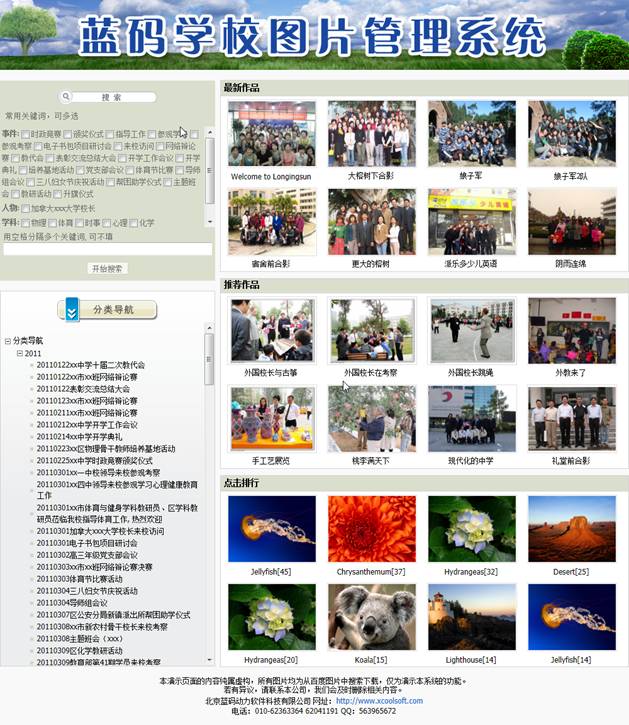 蓝码学校图片管理系统
搜 索
常用关键词，可多选
事件: 时政竞赛 颁奖仪式 指导工作 参观学习
参观考察 电子书包项目研讨会 来校访问 网络辩论
赛 教代会 表彰交流总结大会 开学工作会议 开学
典礼 培养基地活动 党支部会议 体育节比赛 导师
组会议 三八妇女节庆祝活动 帮困助学仪式 主题班
会 教研活动 升旗仪式
人物: 加拿大xxx大学校长
学科: 物理 体育 时事 心理 化学
用空格分隔多个关键词, 可不填
开始搜索
分类导航
分类导航
2011
20110122xx中学十届二次教代会
20110122xx市xx班网络辩论赛
20110122表彰交流总结大会
20110123xx市xx班网络辩论赛
20110211xx市xx班网络辩论赛
20110212xx中学开学工作会议
20110214xx中学开学典礼
20110223xx区物理骨干教师培养基地活动
20110225xx中学时政竞赛颁奖仪式
20110301xx一中校领导来校参观考察
20110301xx四中领导来校参观学习心理健康教育
工作
20110301xx市体育与健身学科教研员、区学科教
研员莅临我校指导体育工作, 热烈欢迎
20110301加拿大xxx大学校长来校访问
20110301电子书包项目研讨会
20110302高三年级党支部会议
20110303xx市xx班网络辩论赛决赛
20110303体育节比赛活动
20110304三八妇女节庆祝活动
20110304导师组会议
20110307区公安分局新镇派出所帮困助学仪式
20110308xx市新农村骨干校长来校考察
20110308主题班会（xxx）
20110309区化学教研活动
20110309教育部第41期学员来校考察
最新作品
Welcome to Longingsun
大榕树下合影
娘子军
娘子军2队
宿舍前合影
更大的榕树
派乐多少儿英语
阴雨连绵
推荐作品
外国校长与古筝
外国校长在考察
外国校长跳绳
外教来了
手工艺展览
桃李满天下
现代化的中学
礼堂前合影
点击排行
Jellyfish[45]
Chrysanthemum[37]
Hydrangeas[32]
Desert[25]
Hydrangeas[20]
Koala[15]
Lighthouse[14]
Jellyfish[14]
本演示页面的内容纯属虚构，所有图片均为从百度图片中搜索下载，仅为演示本系统的功能。
若有异议，请联系本公司，我们会及时删除相关内容。
北京蓝码动力软件科技有限公司 网址：http://www.xcoolsoft.com
电话：010-62363364 62041191 QQ：563965672